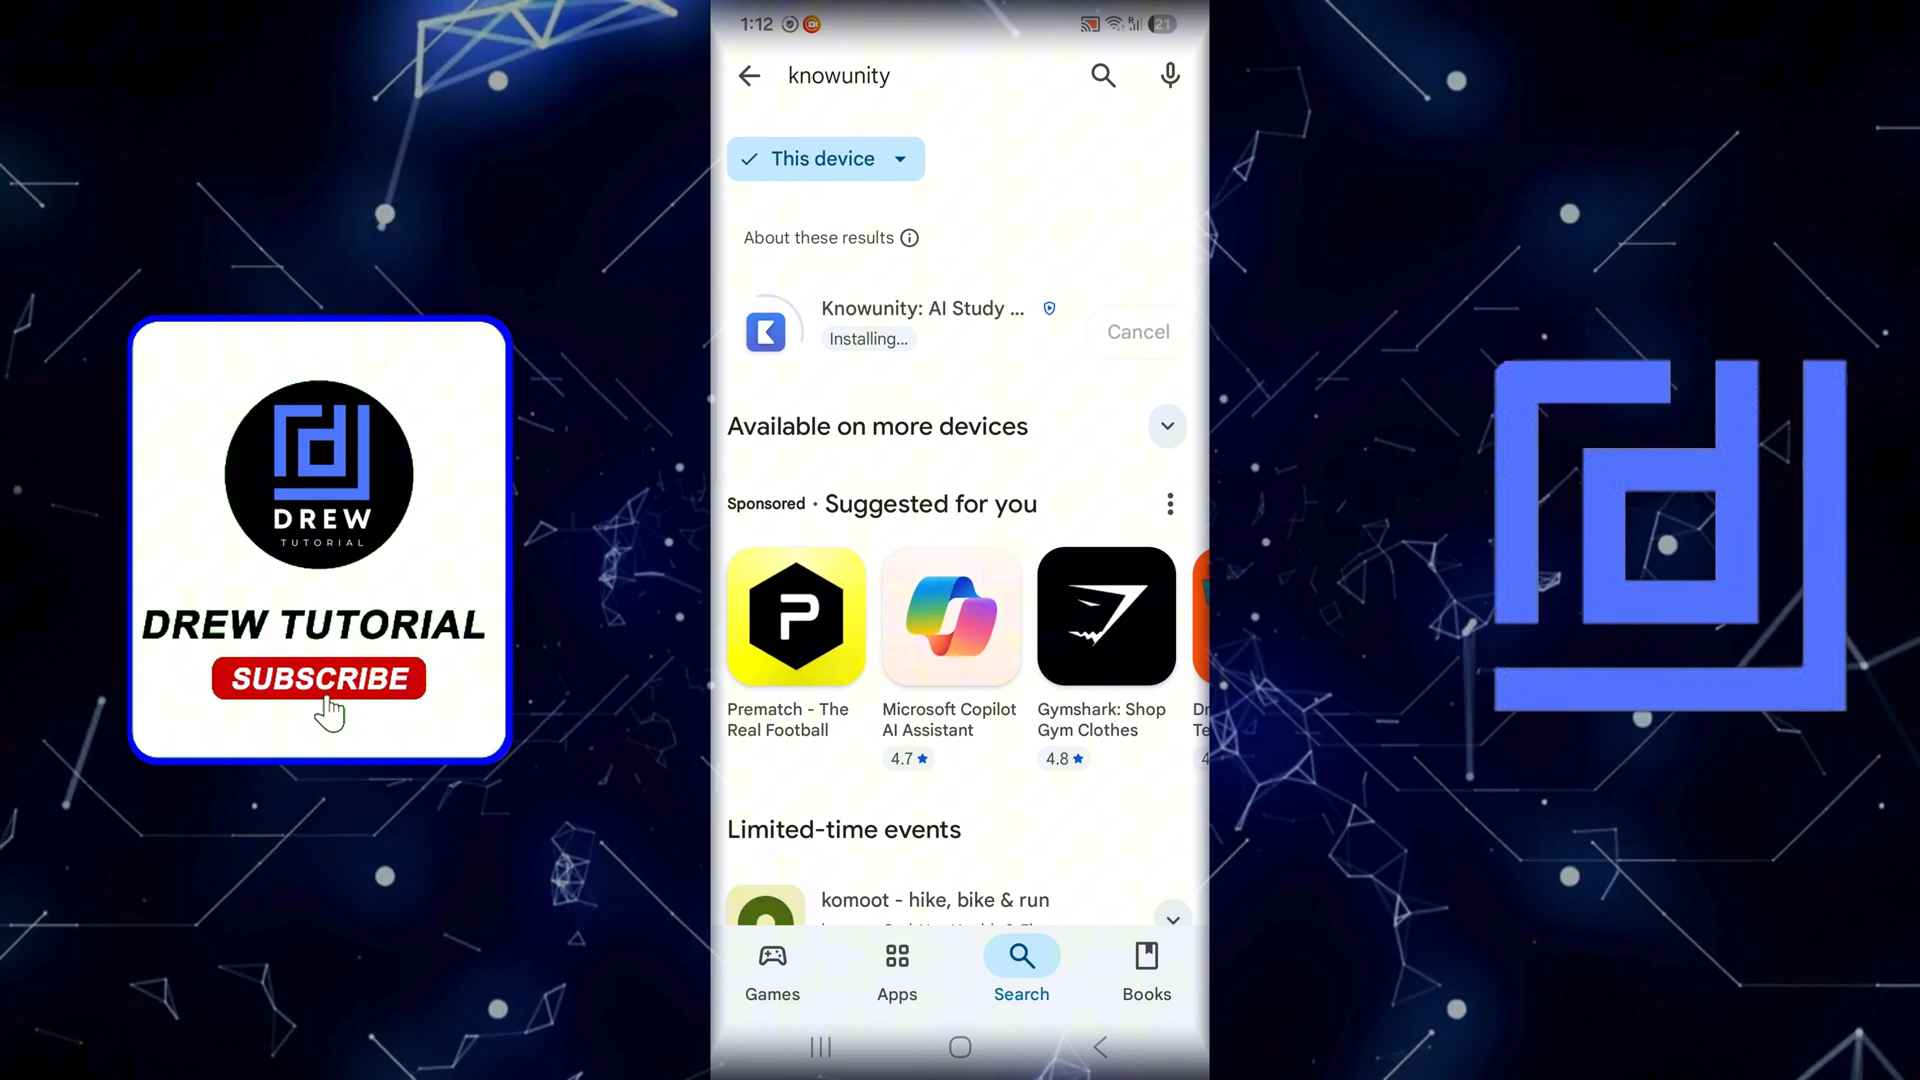 1:12
21
knowunity
This device
About these results
Knowunity: AI Study ...
Installing...
Cancel
Available on more devices
Sponsored · Suggested for you
Prematch - The
Real Football
Microsoft Copilot
AI Assistant
4.7
Gymshark: Shop
Gym Clothes
4.8
Limited-time events
komoot - hike, bike & run
Games
Apps
Search
Books
DREW
TUTORIAL
DREW TUTORIAL
SUBSCRIBE